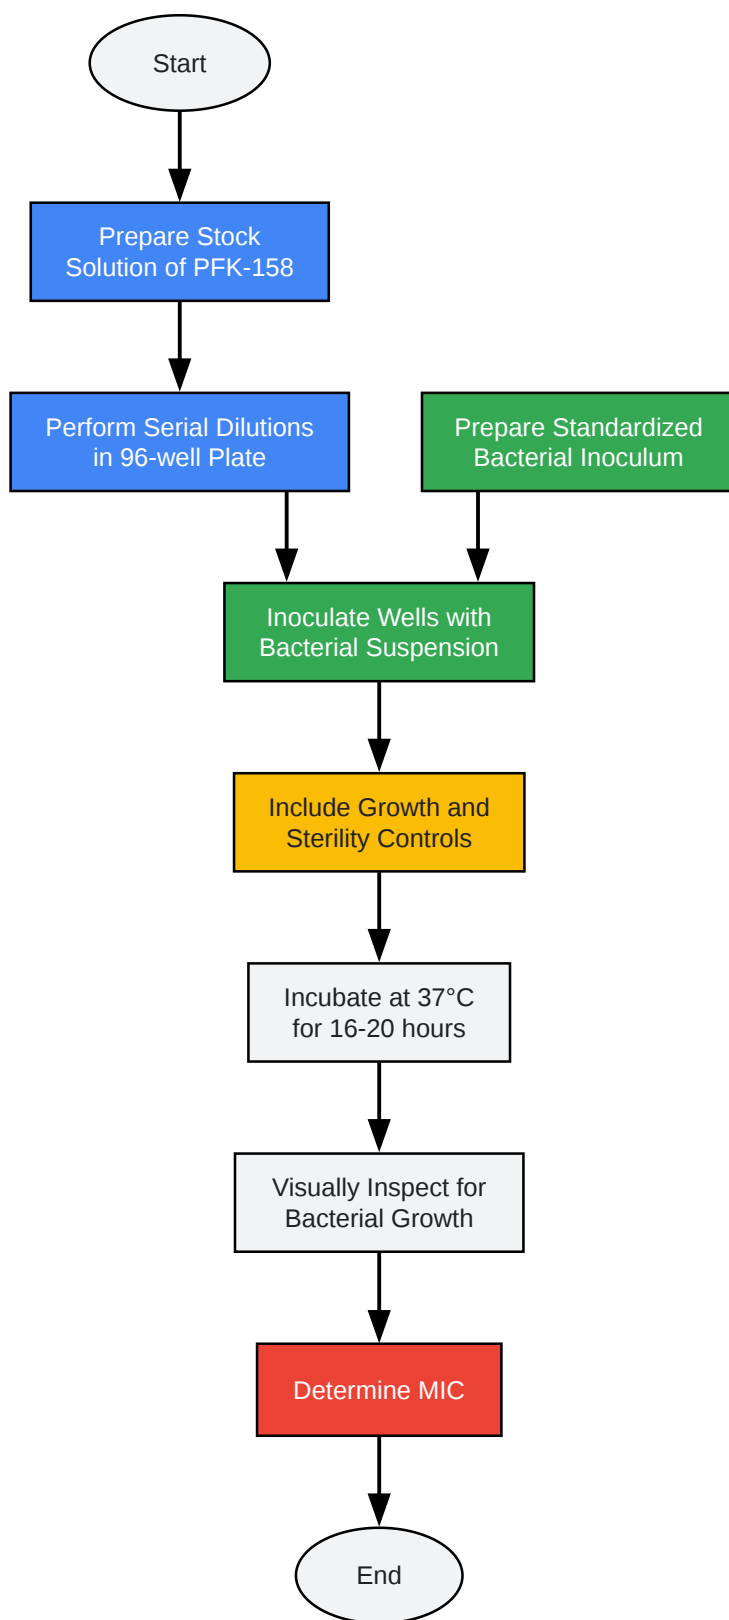 Start
Prepare Stock
Solution of PFK-158
Perform Serial Dilutions
in 96-well Plate
Prepare Standardized
Bacterial Inoculum
Inoculate Wells with
Bacterial Suspension
Include Growth and
Sterility Controls
Incubate at 37°C
for 16-20 hours
Visually Inspect for
Bacterial Growth
Determine MIC
End